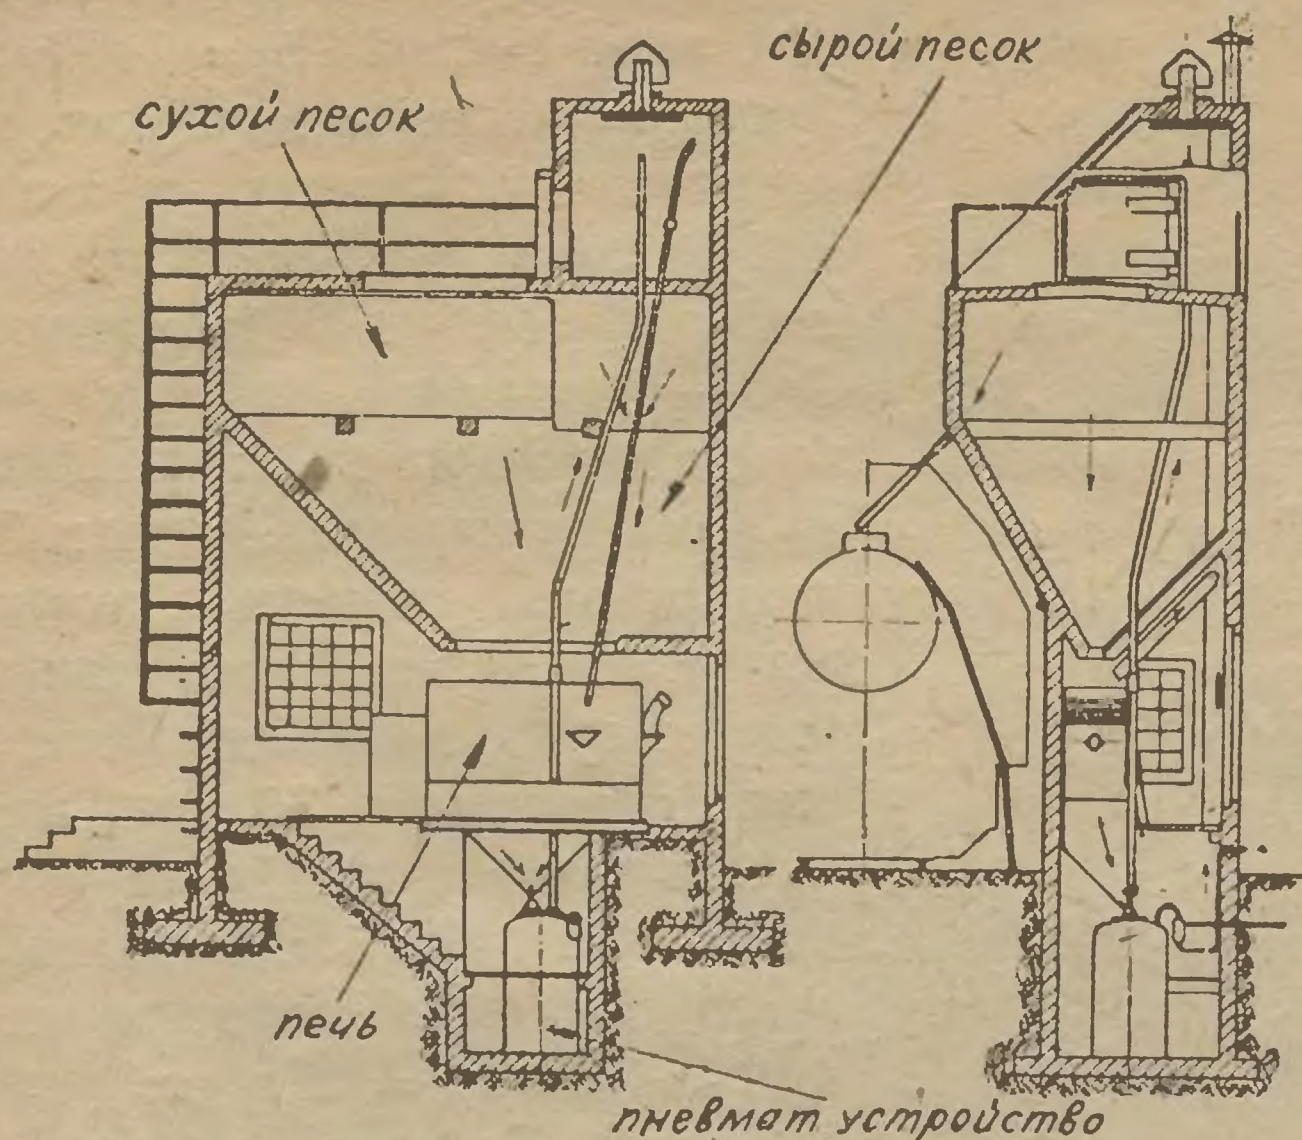 сырой песок
сухой песок
печь
пневмат устройство